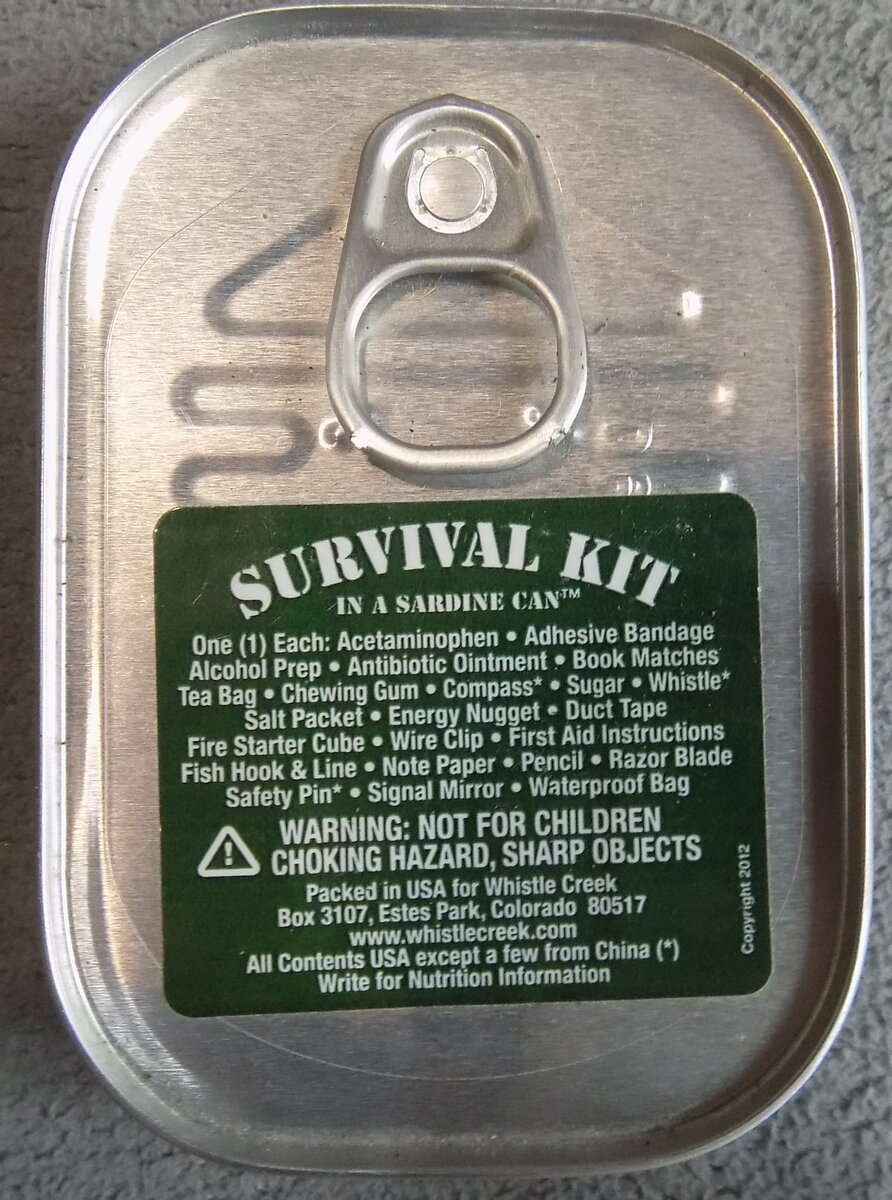 SURVIVAL KIT
IN A SARDINE CAN™
One (1) Each: Acetaminophen • Adhesive Bandage
Alcohol Prep • Antibiotic Ointment • Book Matches
Tea Bag • Chewing Gum • Compass* • Sugar • Whistle*
Salt Packet • Energy Nugget • Duct Tape
Fire Starter Cube • Wire Clip • First Aid Instructions
Fish Hook & Line • Note Paper • Pencil • Razor Blade
Safety Pin* • Signal Mirror • Waterproof Bag
WARNING: NOT FOR CHILDREN
CHOKING HAZARD, SHARP OBJECTS
Packed in USA for Whistle Creek
Box 3107, Estes Park, Colorado 80517
www.whistlecreek.com
All Contents USA except a few from China (*)
Write for Nutrition Information
Copyright 2012